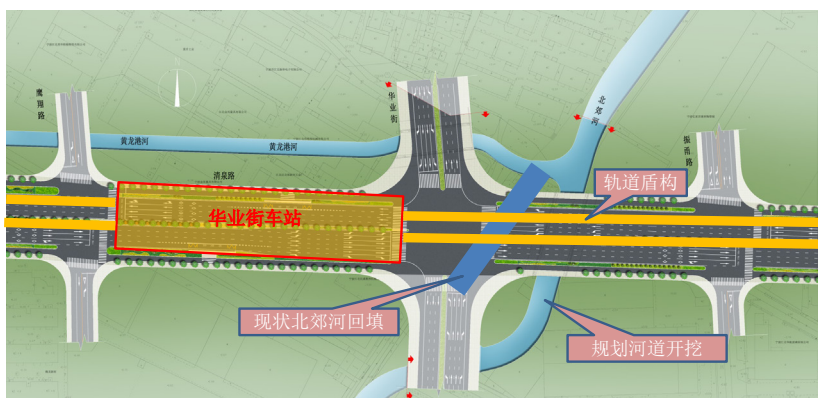 鹰翔路
华业街
北郊河
振甬路
黄龙港河
黄龙港河
清泉路
轨道盾构
华业街车站
现状北郊河回填
规划河道开挖